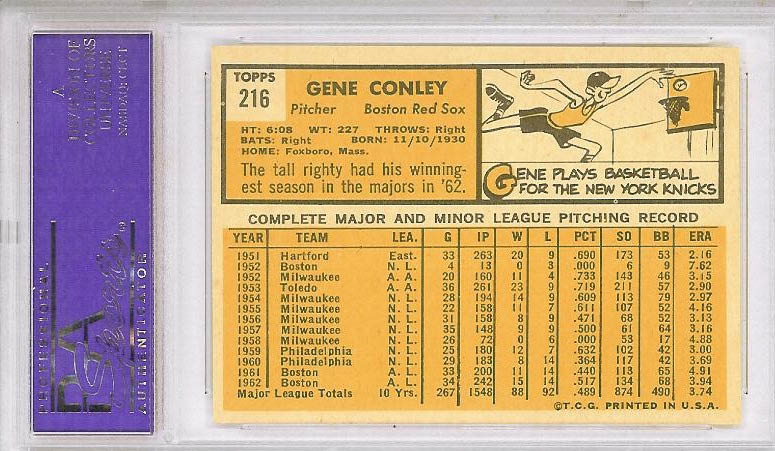 TOPPS
216
GENE CONLEY
Pitcher Boston Red Sox
HT: 6:08 WT: 227 THROWS: Right
BATS: Right BORN: 11/10/1930
HOME: Foxboro, Mass.
The tall righty had his winning-
est season in the majors in '62.
GENE PLAYS BASKETBALL
FOR THE NEW YORK KNICKS
COMPLETE MAJOR AND MINOR LEAGUE PITCHING RECORD
YEAR TEAM LEA. G IP W L PCT SO BB ERA
1951 Hartford East. 33 263 20 9 .690 173 53 2.16
1952 Boston N. L. 4 13 0 3 .000 6 9 7.62
1952 Milwaukee A. A. 20 160 11 4 .733 143 46 3.15
1953 Toledo A. A. 36 261 23 9 .719 211 57 2.90
1954 Milwaukee N. L. 28 194 14 9 .609 113 79 2.97
1955 Milwaukee N. L. 22 158 11 7 .611 107 52 4.16
1956 Milwaukee N. L. 31 158 8 9 .471 68 52 3.13
1957 Milwaukee N. L. 35 148 9 9 .500 61 64 3.16
1958 Milwaukee N. L. 26 72 0 6 .000 53 17 4.88
1959 Philadelphia N. L. 25 180 12 7 .632 102 42 3.00
1960 Philadelphia N. L. 29 183 8 14 .364 117 42 3.69
1961 Boston A. L. 33 200 11 14 .440 113 65 4.91
1962 Boston A. L. 34 242 15 14 .517 134 68 3.94
Major League Totals 10 Yrs. 267 1548 88 92 .489 874 490 3.74
©T.C.G. PRINTED IN U.S.A.
A
DIVISION OF
COLLECTORS
UNIVERSE
NASDAQ: CLCT
PROFESSIONAL
PSA
AUTHENTICATOR